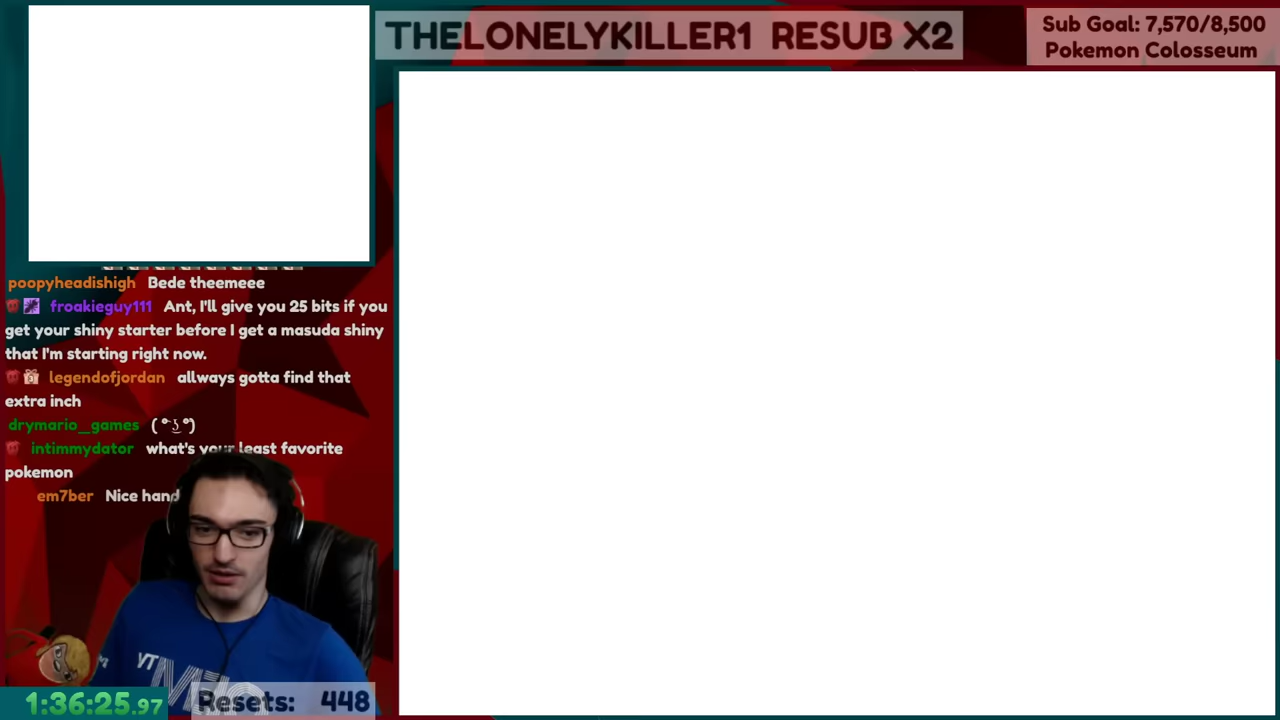 THELONELYKILLER1 RESUB X2
Sub Goal: 7,570/8,500
Pokemon Colosseum
poopyheadishigh Bede theemeee
froakieguy111 Ant, I'll give you 25 bits if you
get your shiny starter before I get a masuda shiny
that I'm starting right now.
legendofjordan allways gotta find that
extra inch
drymario_games ( ͡° ͜ʖ ͡°)
intimmydator what's your least favorite
pokemon
em7ber Nice hand
YT
1:36:25.97
Resets: 448